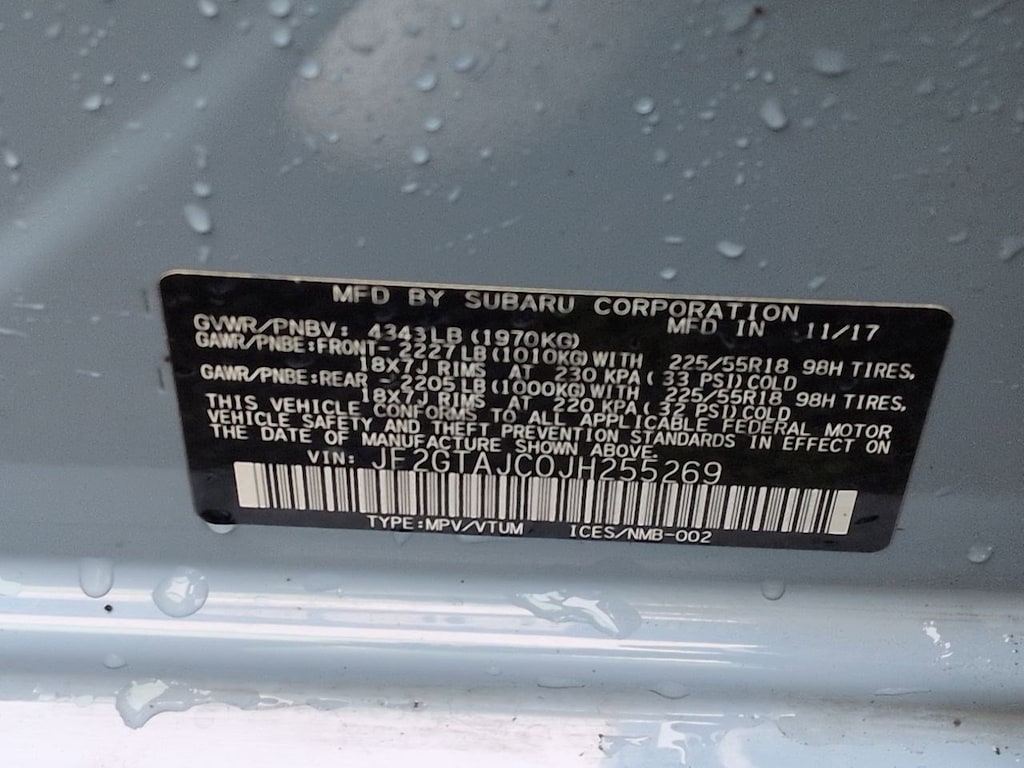 MFD BY SUBARU CORPORATION
GVWR/PNBV: 4343LB (1970KG) MFD IN 11/17
GAWR/PNBE:FRONT- 2227LB(1010KG)WITH 225/55R18 98H TIRES,
18X7J RIMS AT 230 KPA( 33 PSI)COLD
GAWR/PNBE:REAR - 2205LB(1000KG)WITH 225/55R18 98H TIRES,
18X7J RIMS AT 220 KPA( 32 PSI)COLD
THIS VEHICLE CONFORMS TO ALL APPLICABLE FEDERAL MOTOR
VEHICLE SAFETY AND THEFT PREVENTION STANDARDS IN EFFECT ON
THE DATE OF MANUFACTURE SHOWN ABOVE.
VIN: JF2GTAJC0JH255269
TYPE:MPV/VTUM ICES/NMB-002